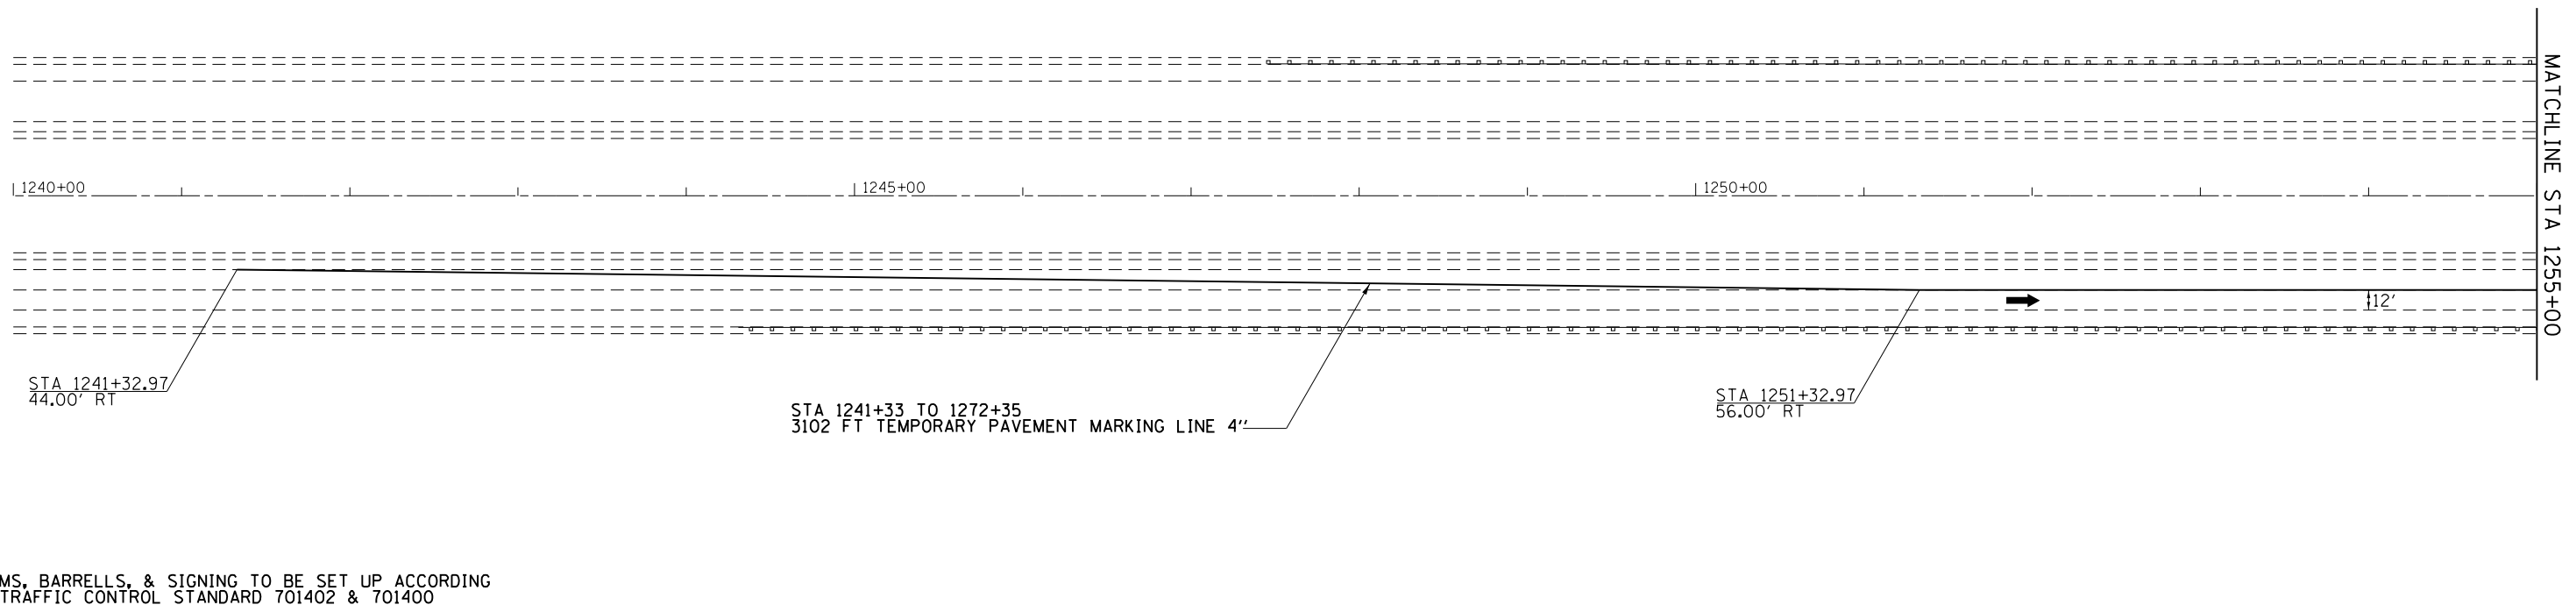 MATCHLINE STA 1255+00
1240+00
1245+00
1250+00
12'
STA 1241+32.97
44.00' RT
STA 1241+33 TO 1272+35
3102 FT TEMPORARY PAVEMENT MARKING LINE 4"
STA 1251+32.97
56.00' RT
MS, BARRELLS, & SIGNING TO BE SET UP ACCORDING
TRAFFIC CONTROL STANDARD 701402 & 701400